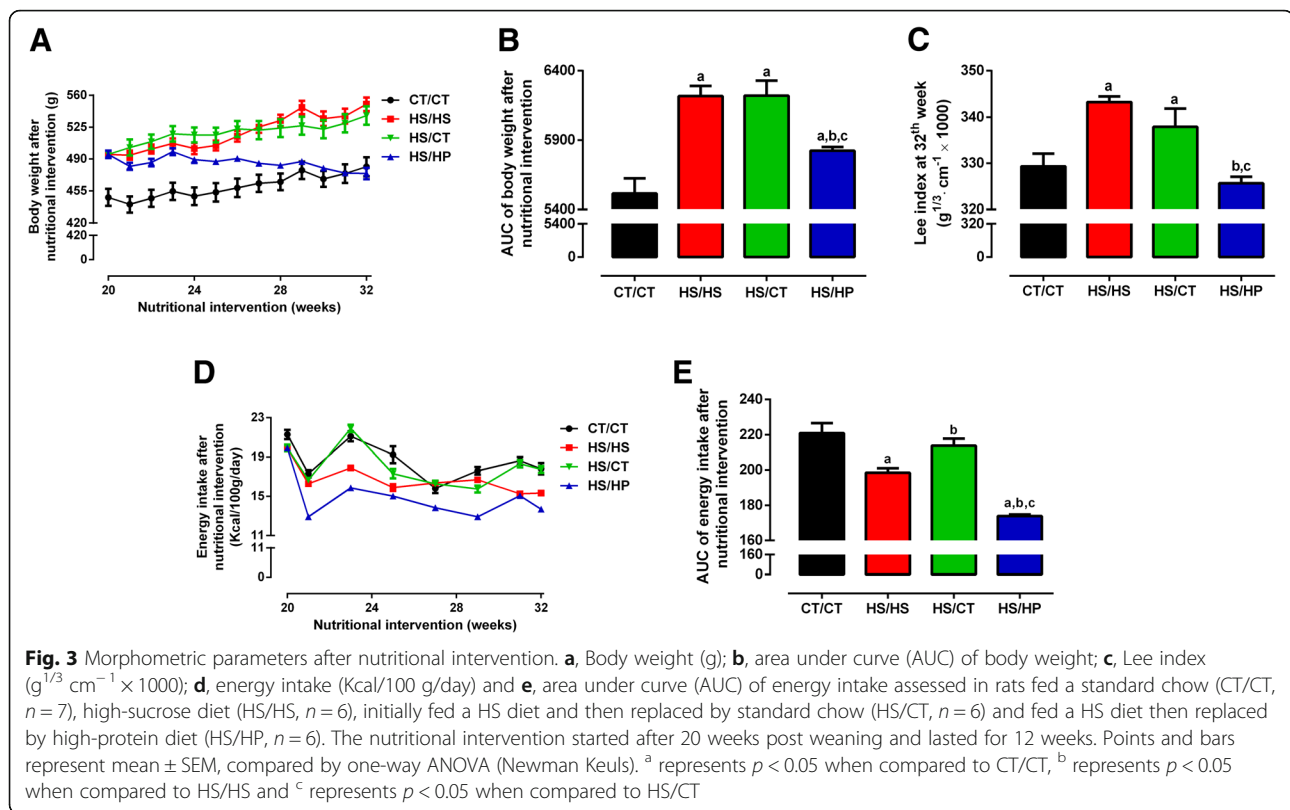 A
Body weight after
nutritional intervention (g)
560
525
490
455
420
420
0
20
24
28
32
Nutritional intervention (weeks)
CT/CT
HS/HS
HS/CT
HS/HP
B
AUC of body weight after
nutritional intervention
6400
5900
5400
5400
0
a
a
a,b,c
CT/CT
HS/HS
HS/CT
HS/HP
C
Lee index at 32th week
(g1/3. cm-1 × 1000)
350
340
330
320
320
0
a
a
b,c
CT/CT
HS/HS
HS/CT
HS/HP
D
Energy intake after
nutritional intervention
(Kcal/100g/day)
23
19
15
11
11
0
20
24
28
32
Nutritional intervention (weeks)
CT/CT
HS/HS
HS/CT
HS/HP
E
AUC of energy intake after
nutritional intervention
220
200
180
160
160
0
a
b
a,b,c
CT/CT
HS/HS
HS/CT
HS/HP
Fig. 3 Morphometric parameters after nutritional intervention. a, Body weight (g); b, area under curve (AUC) of body weight; c, Lee index
(g1/3 cm− 1 × 1000); d, energy intake (Kcal/100 g/day) and e, area under curve (AUC) of energy intake assessed in rats fed a standard chow (CT/CT,
n = 7), high-sucrose diet (HS/HS, n = 6), initially fed a HS diet and then replaced by standard chow (HS/CT, n = 6) and fed a HS diet then replaced
by high-protein diet (HS/HP, n = 6). The nutritional intervention started after 20 weeks post weaning and lasted for 12 weeks. Points and bars
represent mean ± SEM, compared by one-way ANOVA (Newman Keuls). a represents p < 0.05 when compared to CT/CT, b represents p < 0.05
when compared to HS/HS and c represents p < 0.05 when compared to HS/CT